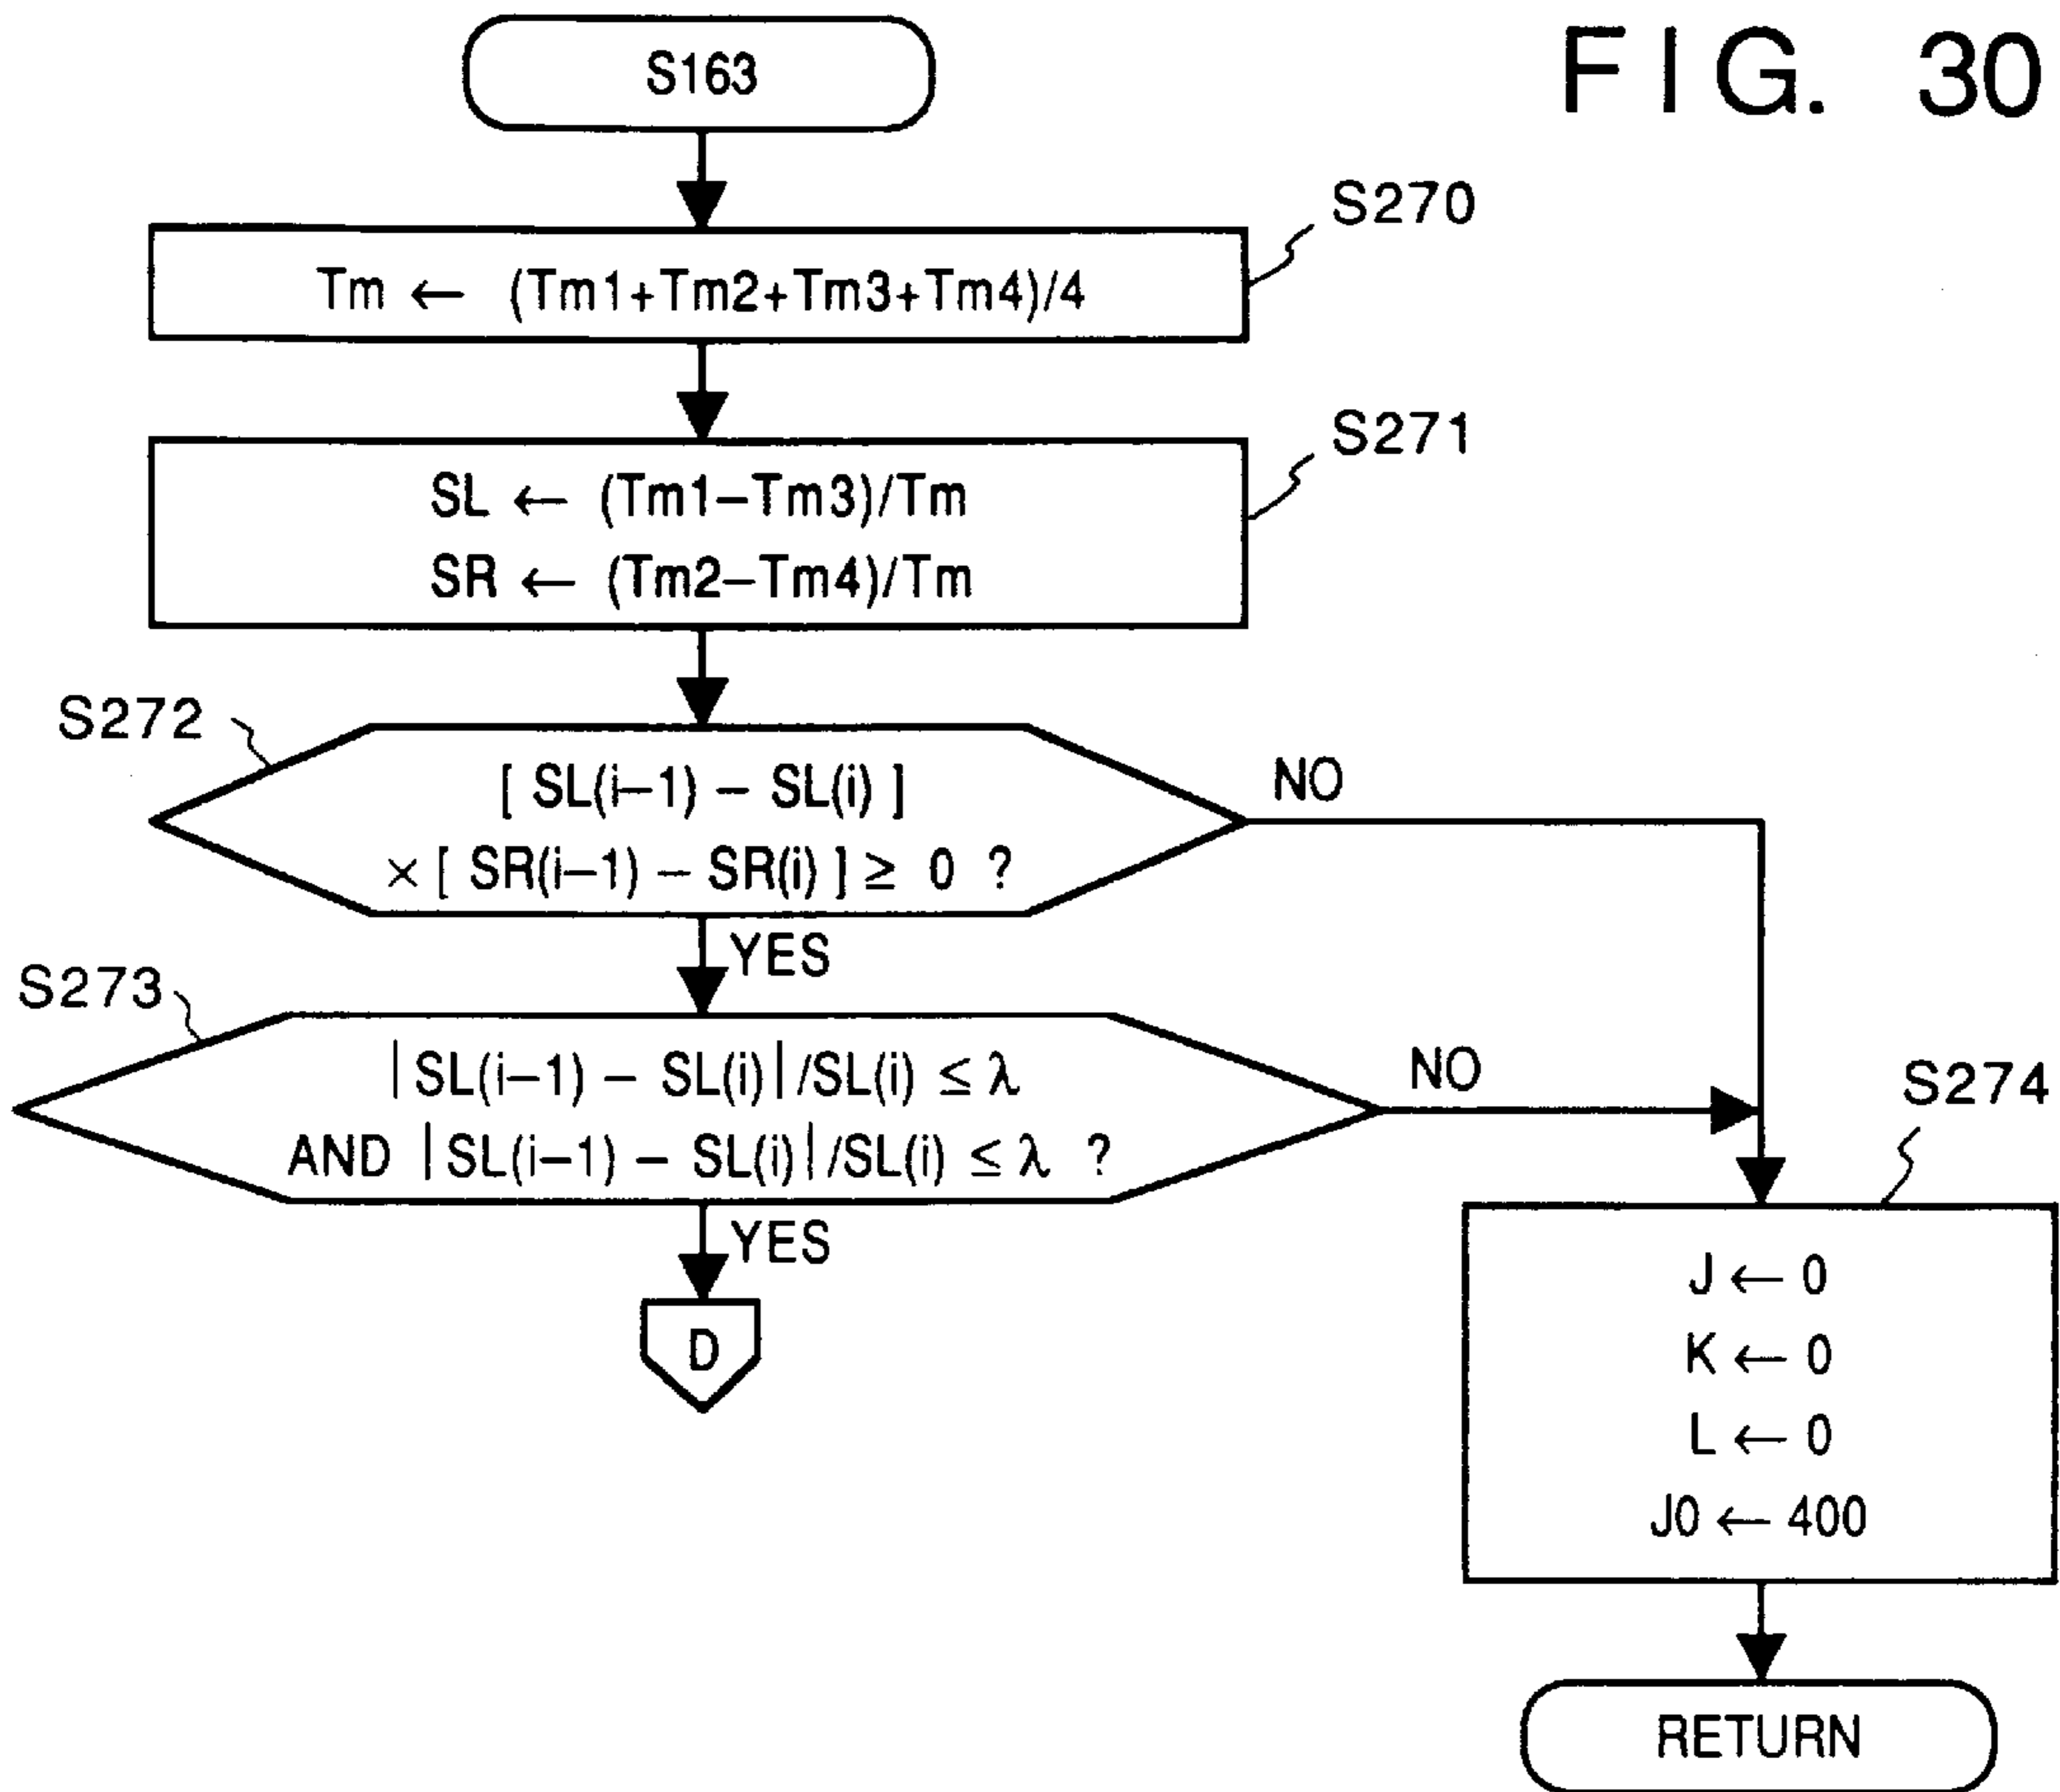 FIG. 30
S163
S270
Tm ← (Tm1+Tm2+Tm3+Tm4)/4
S271
SL ← (Tm1−Tm3)/Tm
SR ← (Tm2−Tm4)/Tm
S272
[ SL(i−1) − SL(i) ]
× [ SR(i−1) − SR(i) ] ≥ 0 ?
NO
YES
S273
|SL(i−1) − SL(i)|/SL(i) ≤ λ
AND |SL(i−1) − SL(i)|/SL(i) ≤ λ ?
NO
YES
D
S274
J ← 0
K ← 0
L ← 0
J0 ← 400
RETURN